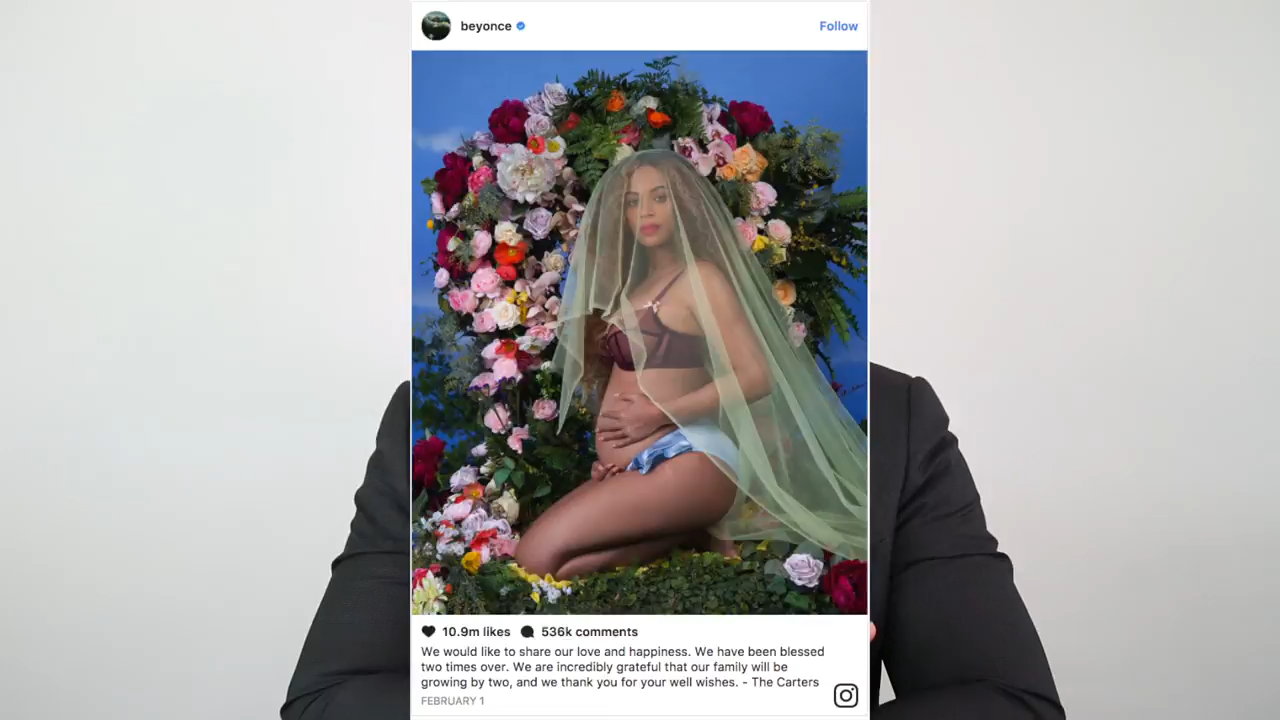 beyonce
Follow
10.9m likes 536k comments
We would like to share our love and happiness. We have been blessed
two times over. We are incredibly grateful that our family will be
growing by two, and we thank you for your well wishes. - The Carters
FEBRUARY 1